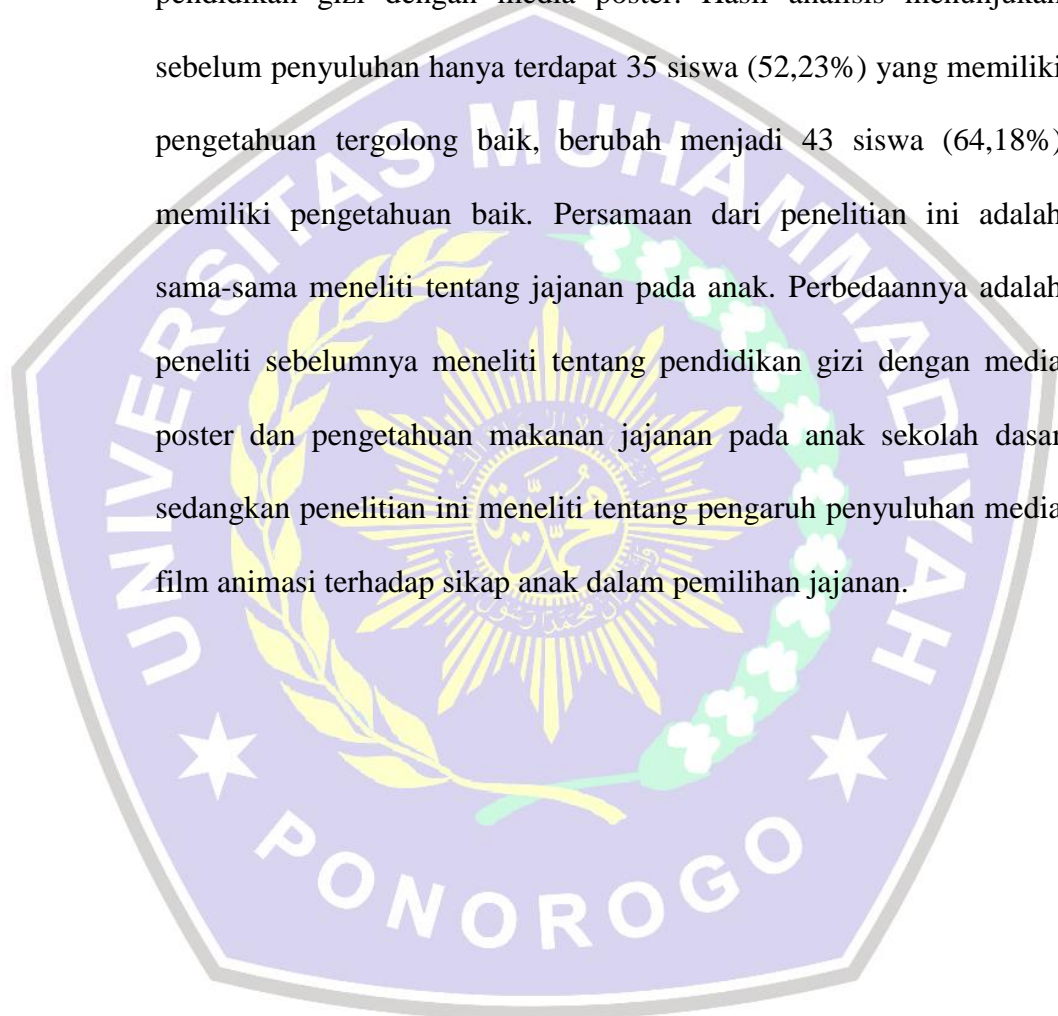 pendidikan gizi dengan media poster. Hasil analisis menunjukan
sebelum penyuluhan hanya terdapat 35 siswa (52,23%) yang memiliki
pengetahuan tergolong baik, berubah menjadi 43 siswa (64,18%)
memiliki pengetahuan baik. Persamaan dari penelitian ini adalah
sama-sama meneliti tentang jajanan pada anak. Perbedaannya adalah
peneliti sebelumnya meneliti tentang pendidikan gizi dengan media
poster dan pengetahuan makanan jajanan pada anak sekolah dasar
sedangkan penelitian ini meneliti tentang pengaruh penyuluhan media
film animasi terhadap sikap anak dalam pemilihan jajanan.
UNIVERSITAS MUHAMMADIYAH
PONOROGO